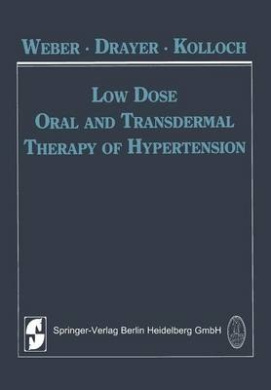 WEBER · DRAYER · KOLLOCH
LOW DOSE
ORAL AND TRANSDERMAL
THERAPY OF HYPERTENSION
Springer-Verlag Berlin Heidelberg GmbH